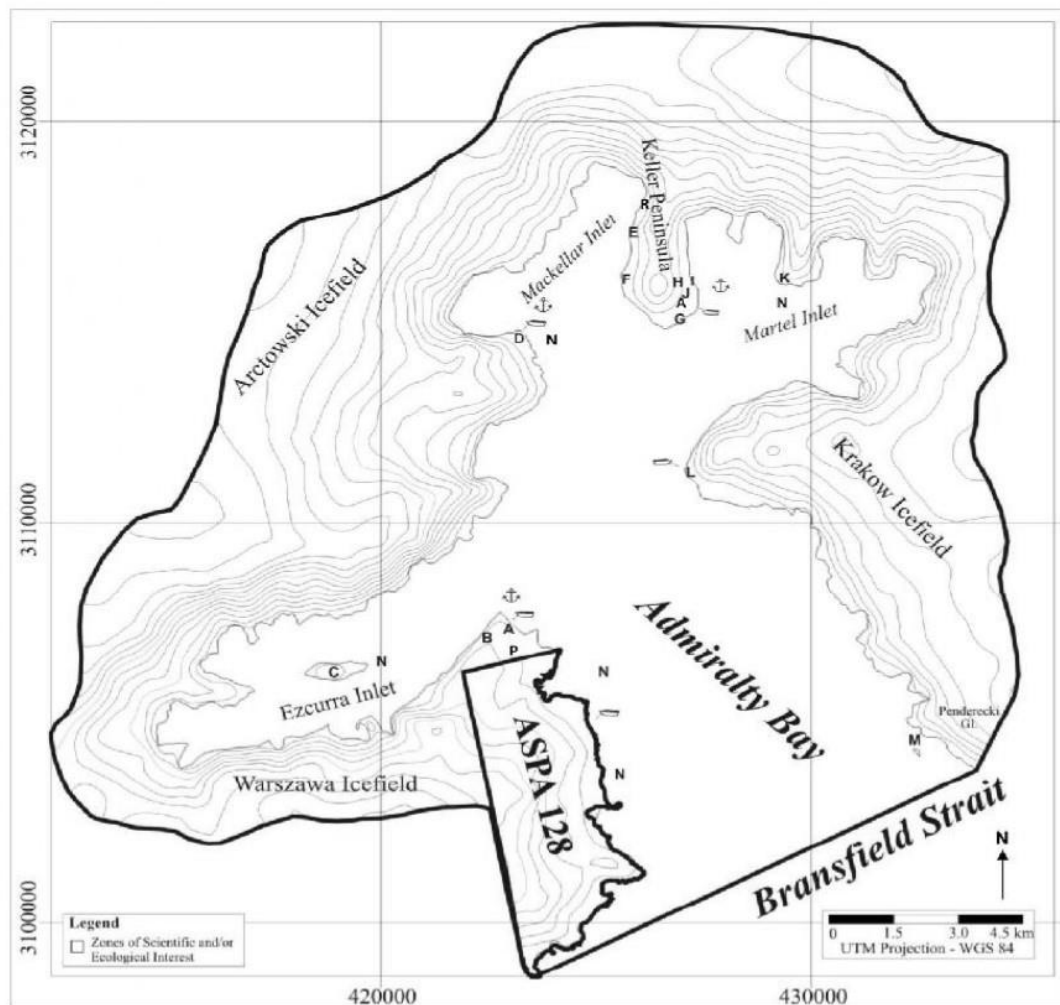 3120000
3110000
3100000
420000
430000
Keller Peninsula
R
E
F
H
I
J
A
G
K
N
Mackellar Inlet
Martel Inlet
Arctowski Icefield
D
N
Krakow Icefield
L
Admiralty Bay
A
B
P
C
N
Ezcurra Inlet
N
N
ASPA 128
Warszawa Icefield
Penderecki
Gl.
M
Bransfield Strait
N
Legend
Zones of Scientific and/or
Ecological Interest
0 1.5 3.0 4.5 km
UTM Projection - WGS 84